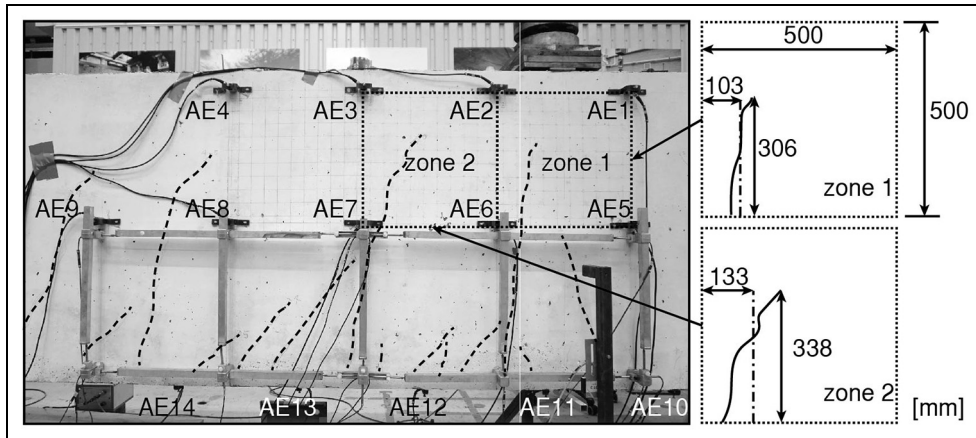 AE4 AE3 AE2 AE1
zone 2 zone 1
AE9 AE8 AE7 AE6 AE5
AE14 AE13 AE12 AE11 AE10
500
103
306
zone 1
500
133
338
zone 2
[mm]